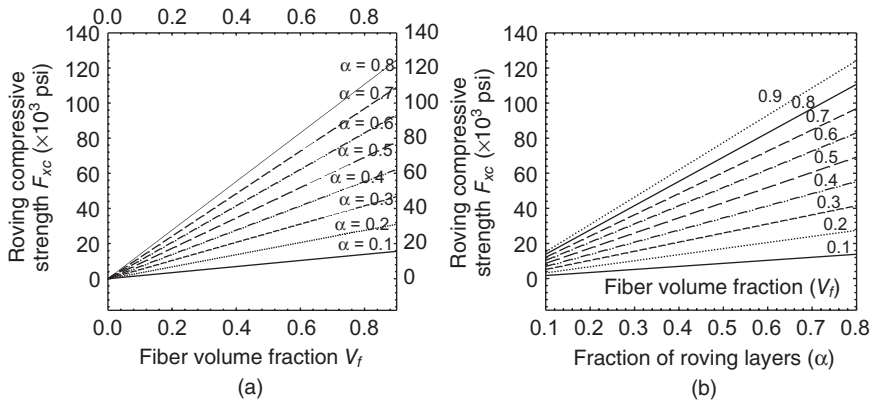 0.0 0.2 0.4 0.6 0.8
140 140 140
120 120 120
100 100 100
80 80 80
60 60 60
40 40 40
20 20 20
0 0 0
Roving compressive
strength Fxc (×10³ psi)
α = 0.8
α = 0.7
α = 0.6
α = 0.5
α = 0.4
α = 0.3
α = 0.2
α = 0.1
0.0 0.2 0.4 0.6 0.8
Fiber volume fraction Vf
(a)
Roving compressive
strength Fxc (×10³ psi)
0.9
0.8
0.7
0.6
0.5
0.4
0.3
0.2
0.1
Fiber volume fraction (Vf)
0.1 0.2 0.3 0.4 0.5 0.6 0.7 0.8
Fraction of roving layers (α)
(b)